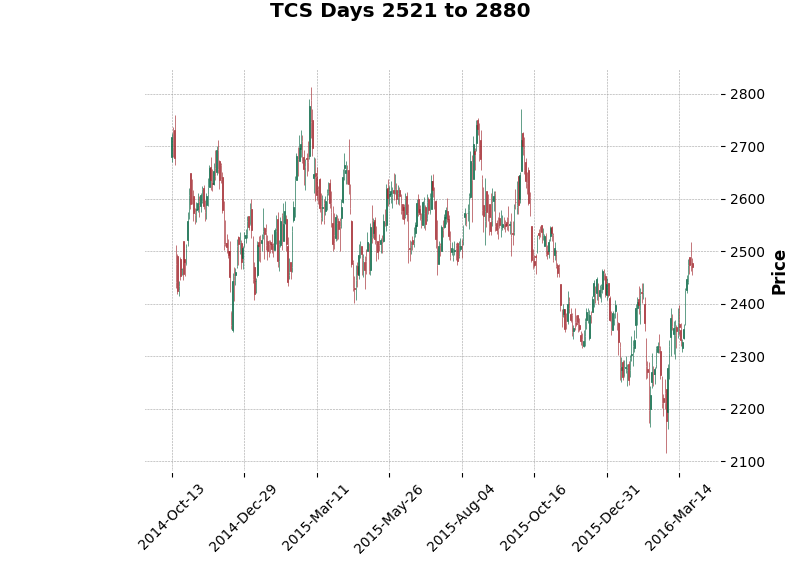 TCS Days 2521 to 2880
2800
2700
2600
2500
2400
2300
2200
2100
Price
2014-Oct-13
2014-Dec-29
2015-Mar-11
2015-May-26
2015-Aug-04
2015-Oct-16
2015-Dec-31
2016-Mar-14